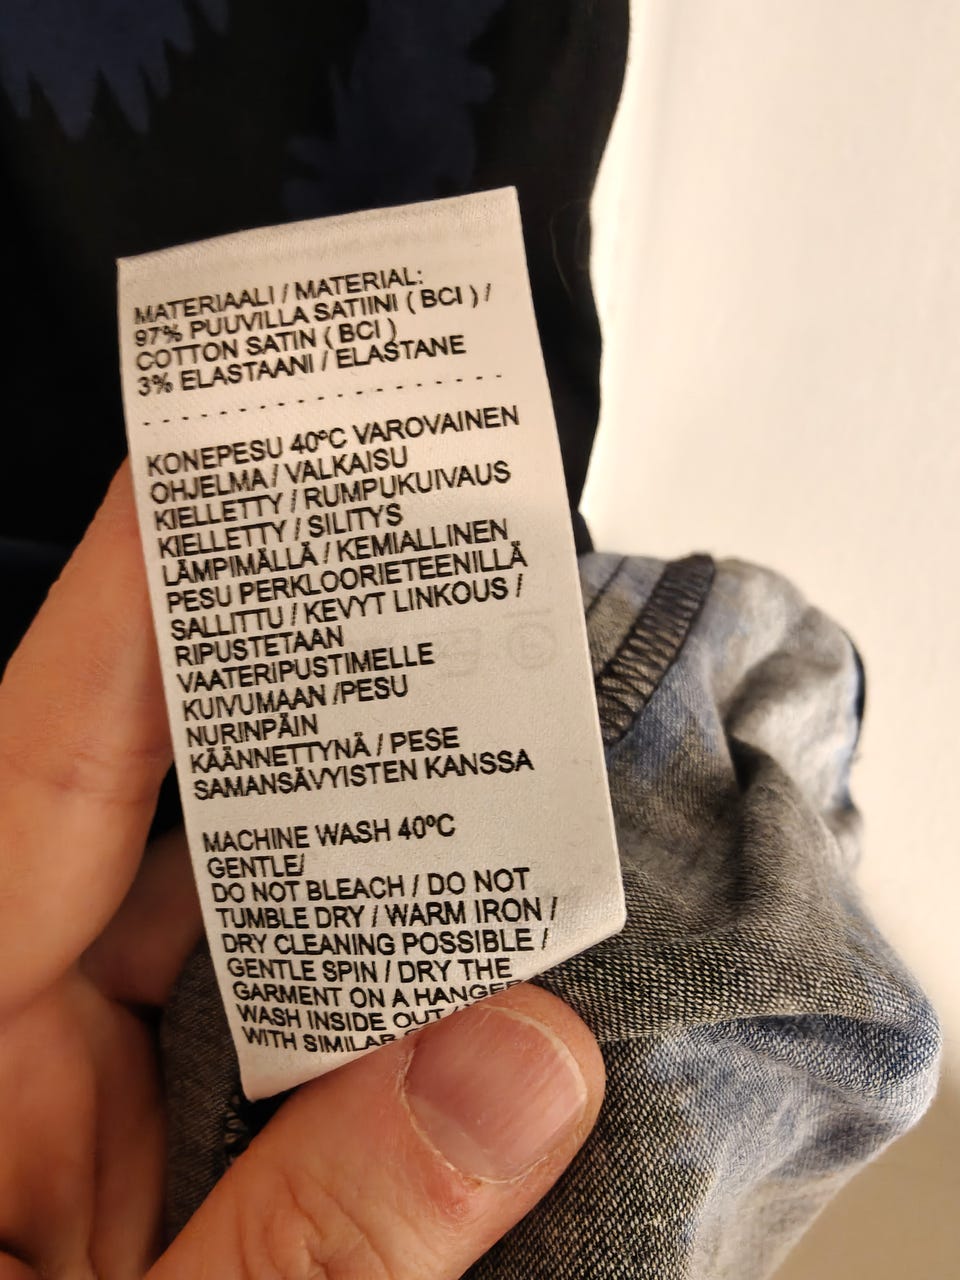 MATERIAALI / MATERIAL:
97% PUUVILLA SATIINI ( BCI ) /
COTTON SATIN ( BCI )
3% ELASTAANI / ELASTANE
KONEPESU 40ºC VAROVAINEN
OHJELMA / VALKAISU
KIELLETTY / RUMPUKUIVAUS
KIELLETTY / SILITYS
LÄMPIMÄLLÄ / KEMIALLINEN
PESU PERKLOORIETEENILLÄ
SALLITTU / KEVYT LINKOUS /
RIPUSTETAAN
VAATERIPUSTIMELLE
KUIVUMAAN /PESU
NURINPÄIN
KÄÄNNETTYNÄ / PESE
SAMANSÄVYISTEN KANSSA
MACHINE WASH 40ºC
GENTLE/
DO NOT BLEACH / DO NOT
TUMBLE DRY / WARM IRON /
DRY CLEANING POSSIBLE /
GENTLE SPIN / DRY THE
GARMENT ON A HANGER
WASH INSIDE OUT /
WITH SIMILAR